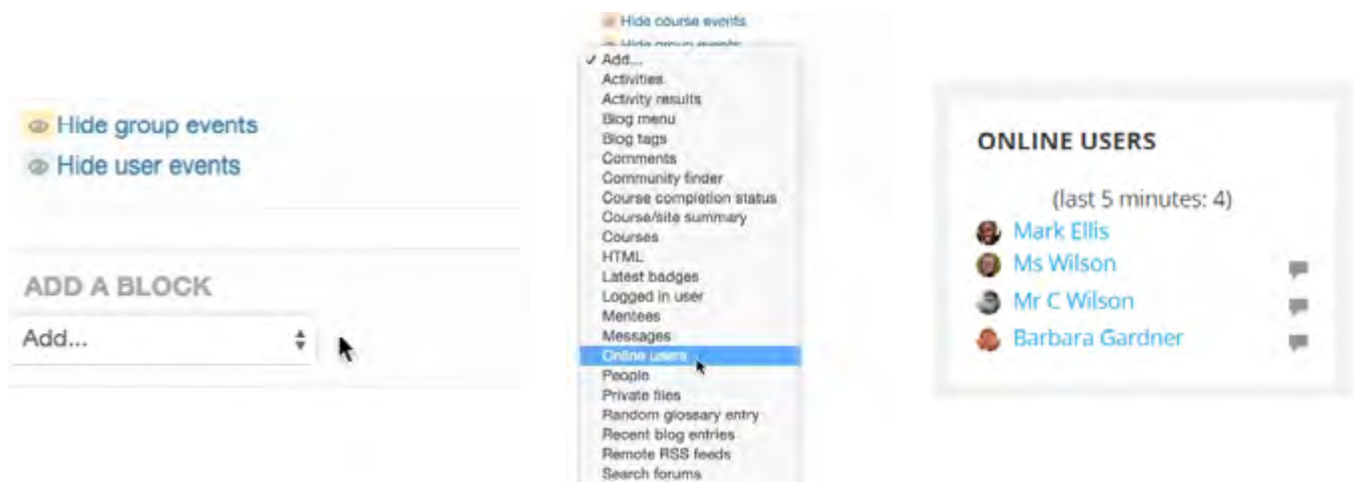 Hide group events
Hide user events
ADD A BLOCK
Add...
Hide course events
Hide group events
✓ Add...
Activities
Activity results
Blog menu
Blog tags
Comments
Community finder
Course completion status
Course/site summary
Courses
HTML
Latest badges
Logged in user
Mentees
Messages
Online users
People
Private files
Random glossary entry
Recent blog entries
Remote RSS feeds
Search forums
ONLINE USERS
(last 5 minutes: 4)
Mark Ellis
Ms Wilson
Mr C Wilson
Barbara Gardner